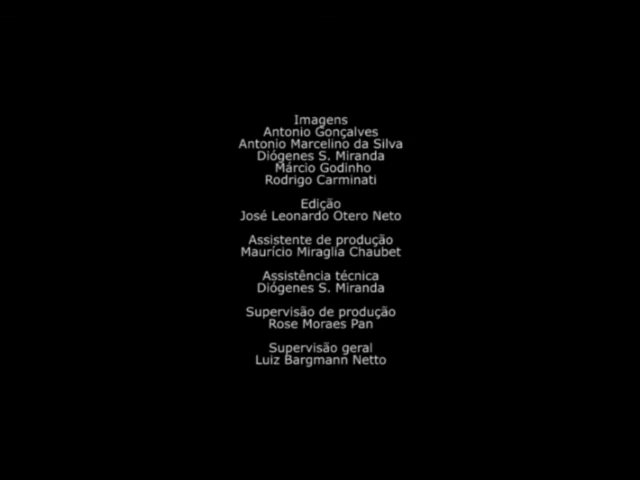 Imagens
Antonio Gonçalves
Antonio Marcelino da Silva
Diógenes S. Miranda
Márcio Godinho
Rodrigo Carminati
Edição
José Leonardo Otero Neto
Assistente de produção
Maurício Miraglia Chaubet
Assistência técnica
Diógenes S. Miranda
Supervisão de produção
Rose Moraes Pan
Supervisão geral
Luiz Bargmann Netto